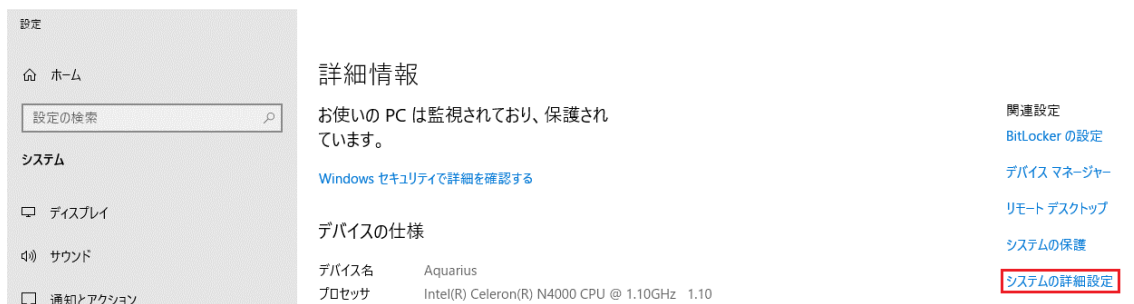 設定
ホーム
設定の検索
システム
ディスプレイ
サウンド
通知とアクション
詳細情報
お使いの PC は監視されており、保護され
ています。
Windows セキュリティで詳細を確認する
デバイスの仕様
デバイス名 Aquarius
プロセッサ Intel(R) Celeron(R) N4000 CPU @ 1.10GHz 1.10
関連設定
BitLocker の設定
デバイス マネージャー
リモート デスクトップ
システムの保護
システムの詳細設定